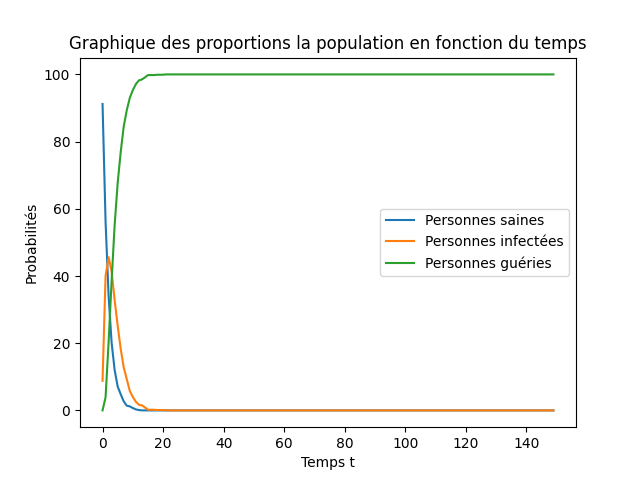 Graphique des proportions la population en fonction du temps
100
80
60
40
20
0
Probabilités
Personnes saines
Personnes infectées
Personnes guéries
0 20 40 60 80 100 120 140
Temps t